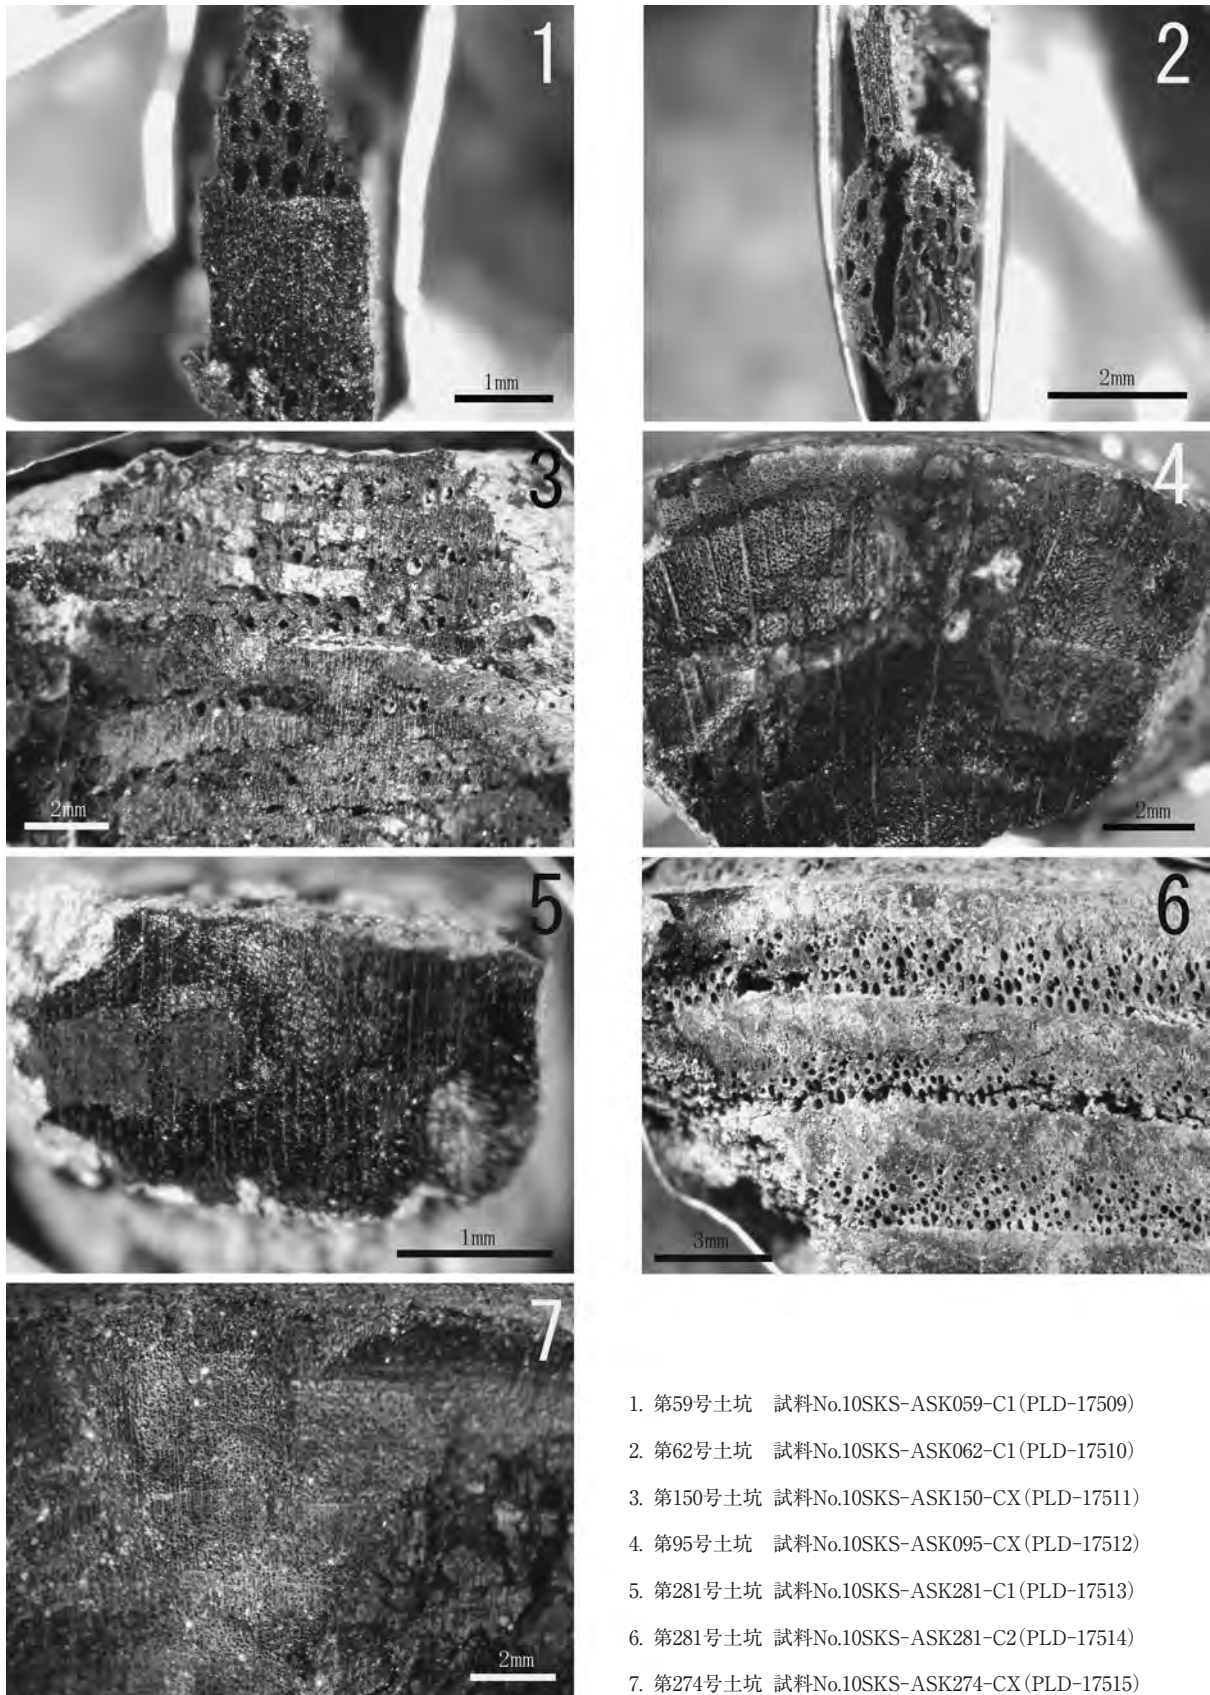 1
1mm
2
2mm
3
2mm
4
2mm
5
1mm
6
3mm
7
2mm
1. 第59号土坑　試料No.10SKS-ASK059-C1(PLD-17509)
2. 第62号土坑　試料No.10SKS-ASK062-C1(PLD-17510)
3. 第150号土坑 試料No.10SKS-ASK150-CX(PLD-17511)
4. 第95号土坑　試料No.10SKS-ASK095-CX(PLD-17512)
5. 第281号土坑 試料No.10SKS-ASK281-C1(PLD-17513)
6. 第281号土坑 試料No.10SKS-ASK281-C2(PLD-17514)
7. 第274号土坑 試料No.10SKS-ASK274-CX(PLD-17515)